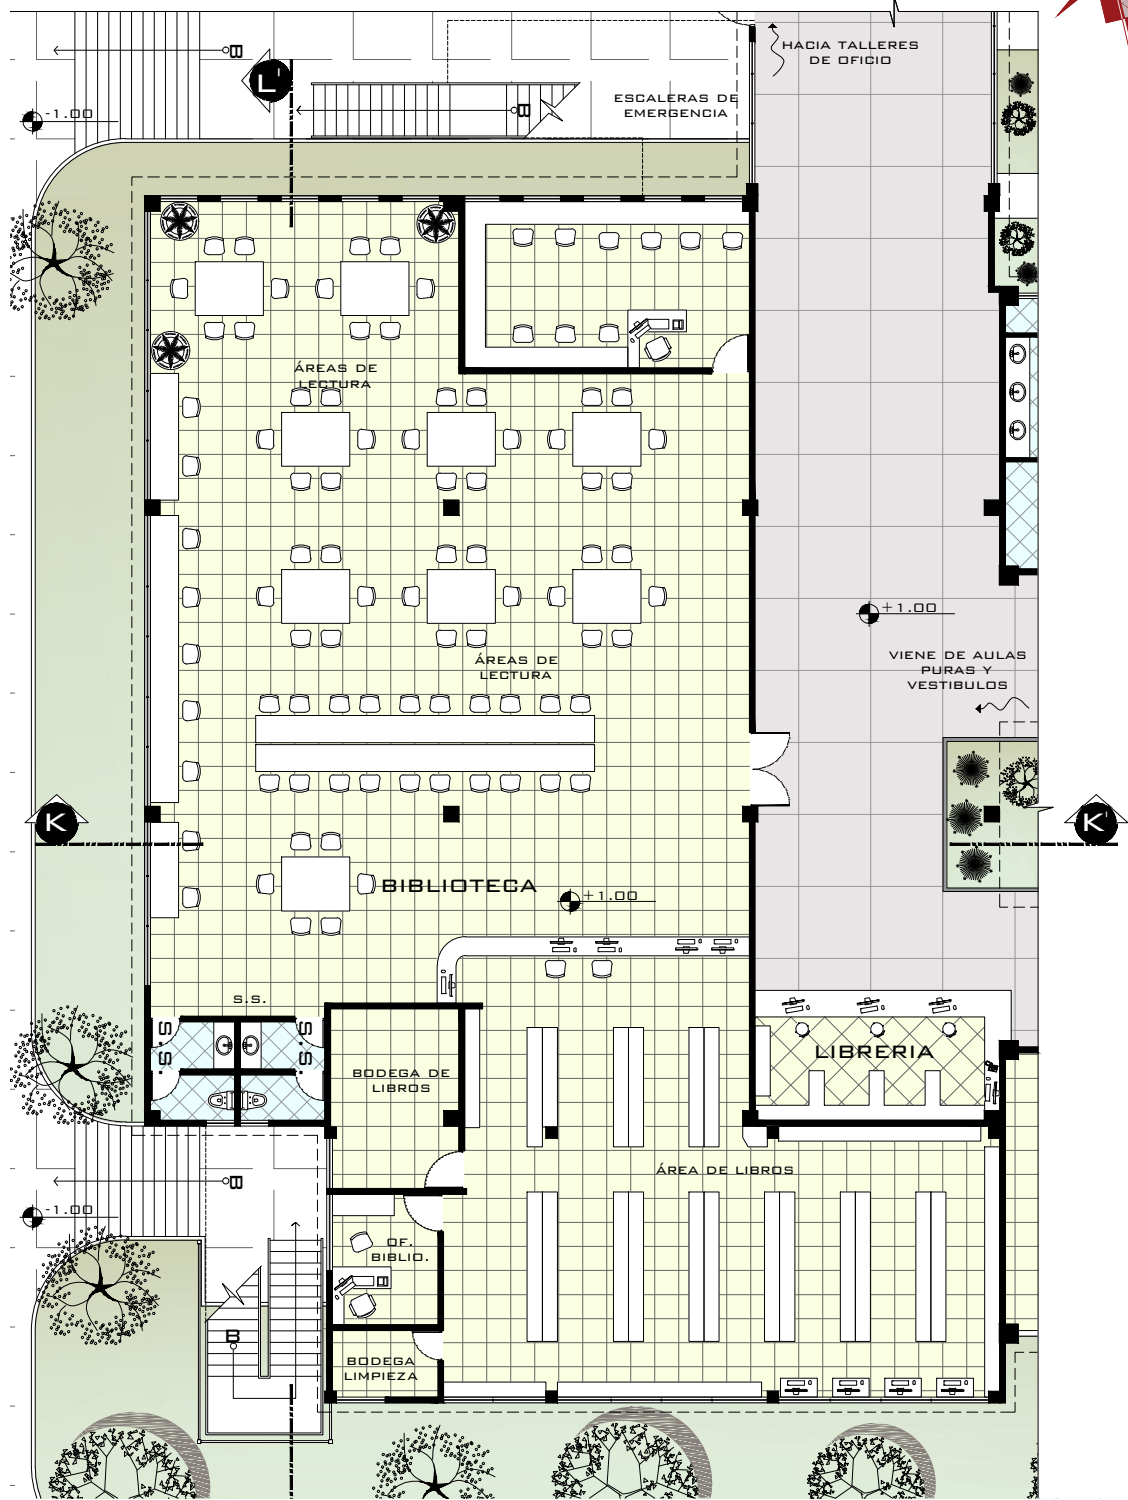 HACIA TALLERES
DE OFICIO
B
L'
ESCALERAS DE
EMERGENCIA
B
-1.00
ÁREAS DE
LECTURA
+1.00
VIENE DE AULAS
PURAS Y
VESTIBULOS
ÁREAS DE
LECTURA
K
K'
BIBLIOTECA
+1.00
S.S.
S.S.
S.S.
LIBRERIA
BODEGA DE
LIBROS
ÁREA DE LIBROS
B
-1.00
OF.
BIBLIO.
B
BODEGA
LIMPIEZA